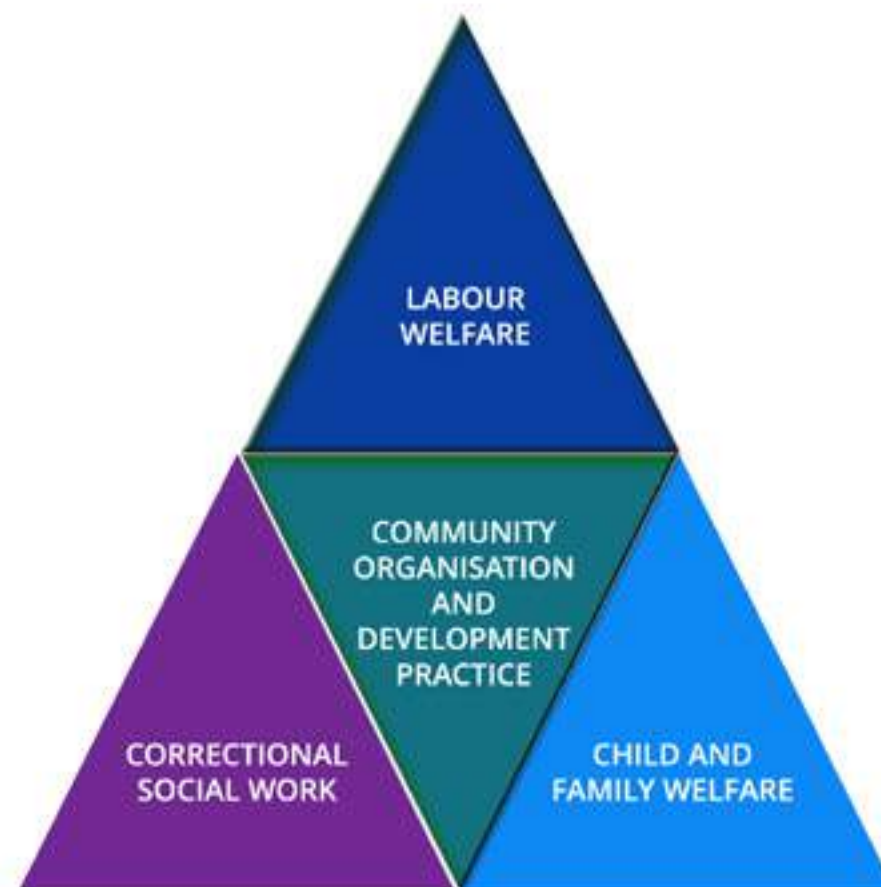 LABOUR
WELFARE
COMMUNITY
ORGANISATION
AND
DEVELOPMENT
PRACTICE
CORRECTIONAL
SOCIAL WORK
CHILD AND
FAMILY WELFARE